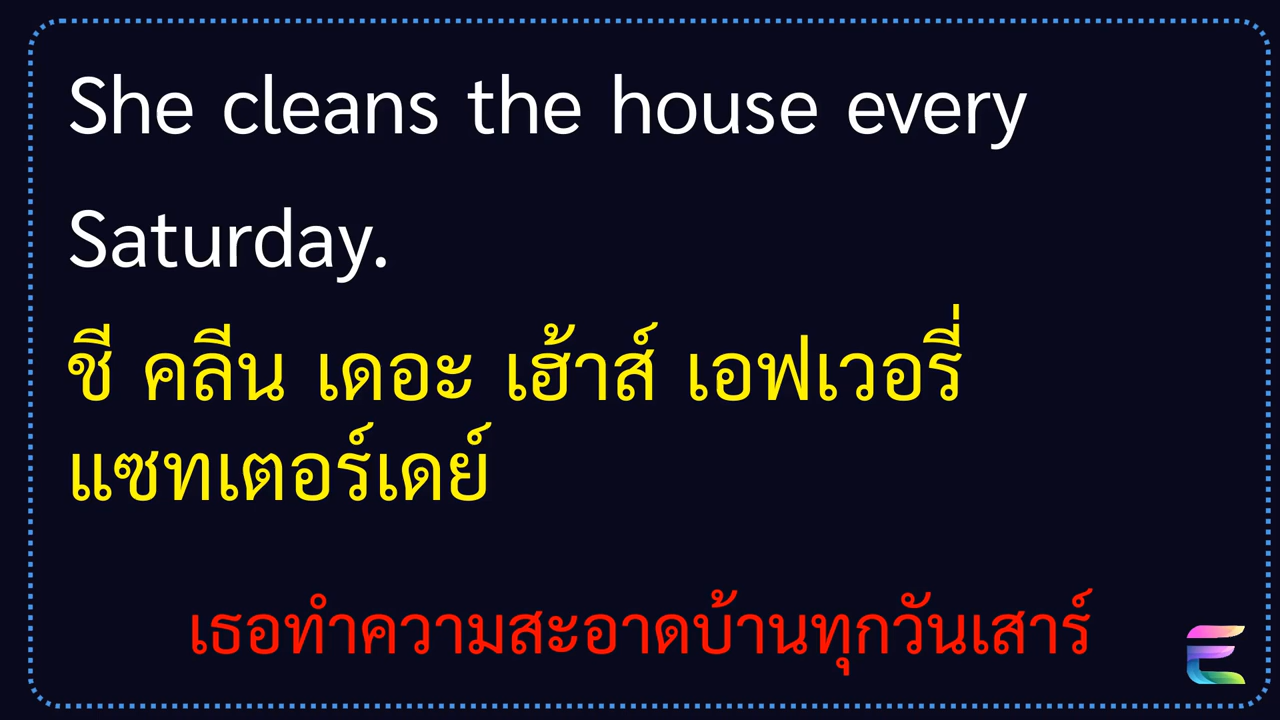 She cleans the house every
Saturday.
ชี คลีน เดอะ เฮ้าส์ เอฟเวอรี่
แซทเตอร์เดย์
เธอทำความสะอาดบ้านทุกวันเสาร์